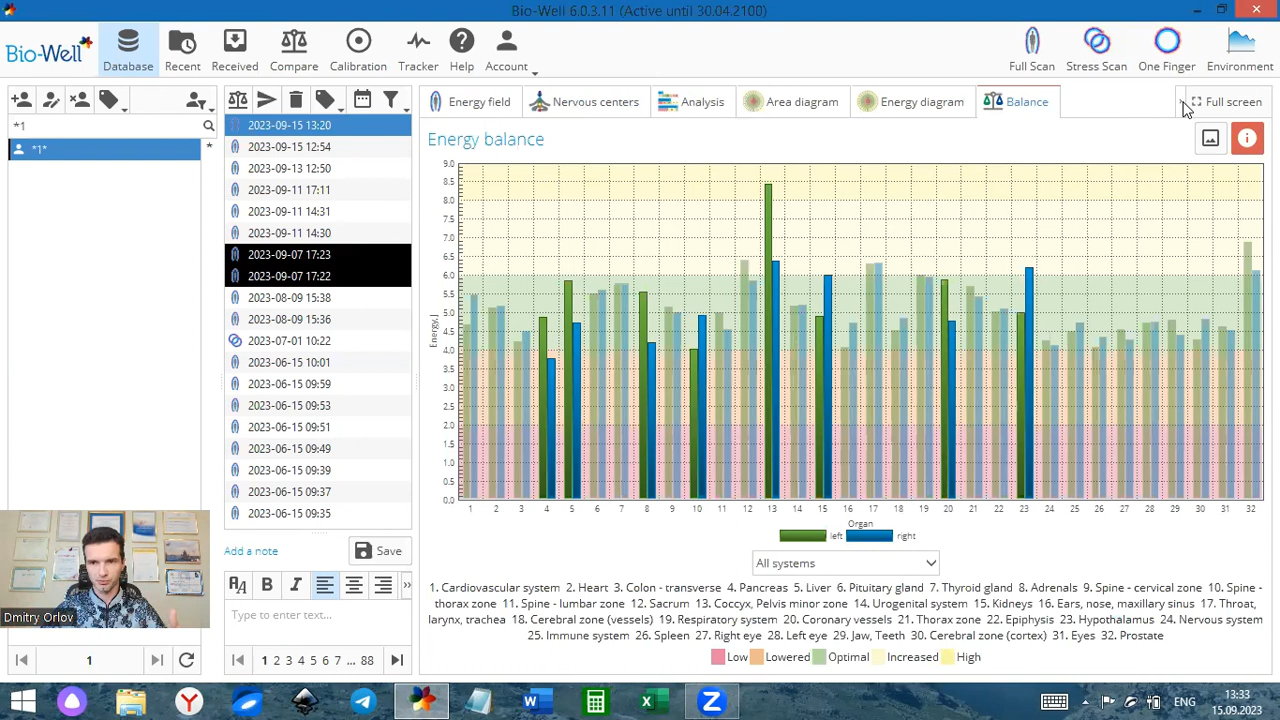 Bio-Well 6.0.3.11 (Active until 30.04.2100)
Bio-Well
Database
Recent
Received
Compare
Calibration
Tracker
Help
Account
Full Scan
Stress Scan
One Finger
Environment
*1
*1*
*
2023-09-15 13:20
2023-09-15 12:54
2023-09-13 12:50
2023-09-11 17:11
2023-09-11 14:31
2023-09-11 14:30
2023-09-07 17:23
2023-09-07 17:22
2023-08-09 15:38
2023-08-09 15:36
2023-07-01 10:22
2023-06-15 10:01
2023-06-15 09:59
2023-06-15 09:53
2023-06-15 09:51
2023-06-15 09:49
2023-06-15 09:39
2023-06-15 09:37
2023-06-15 09:35
Add a note
Save
B I
Type to enter text...
1 2 3 4 5 6 7 ... 88
1
Dmitry Orlov
Energy field
Nervous centers
Analysis
Area diagram
Energy diagram
Balance
Full screen
Energy balance
9.0
8.5
8.0
7.5
7.0
6.5
6.0
5.5
5.0
4.5
4.0
3.5
3.0
2.5
2.0
1.5
1.0
0.5
0.0
Energy,J
1 2 3 4 5 6 7 8 9 10 11 12 13 14 15 16 17 18 19 20 21 22 23 24 25 26 27 28 29 30 31 32
Organ
left right
All systems
1. Cardiovascular system 2. Heart 3. Colon - transverse 4. Pancreas 5. Liver 6. Pituitary gland 7. Thyroid gland 8. Adrenals 9. Spine - cervical zone 10. Spine -
thorax zone 11. Spine - lumbar zone 12. Sacrum 13. Coccyx, Pelvis minor zone 14. Urogenital system 15. Kidneys 16. Ears, nose, maxillary sinus 17. Throat,
larynx, trachea 18. Cerebral zone (vessels) 19. Respiratory system 20. Coronary vessels 21. Thorax zone 22. Epiphysis 23. Hypothalamus 24. Nervous system
25. Immune system 26. Spleen 27. Right eye 28. Left eye 29. Jaw, Teeth 30. Cerebral zone (cortex) 31. Eyes 32. Prostate
Low Lowered Optimal Increased High
ENG
13:33
15.09.2023